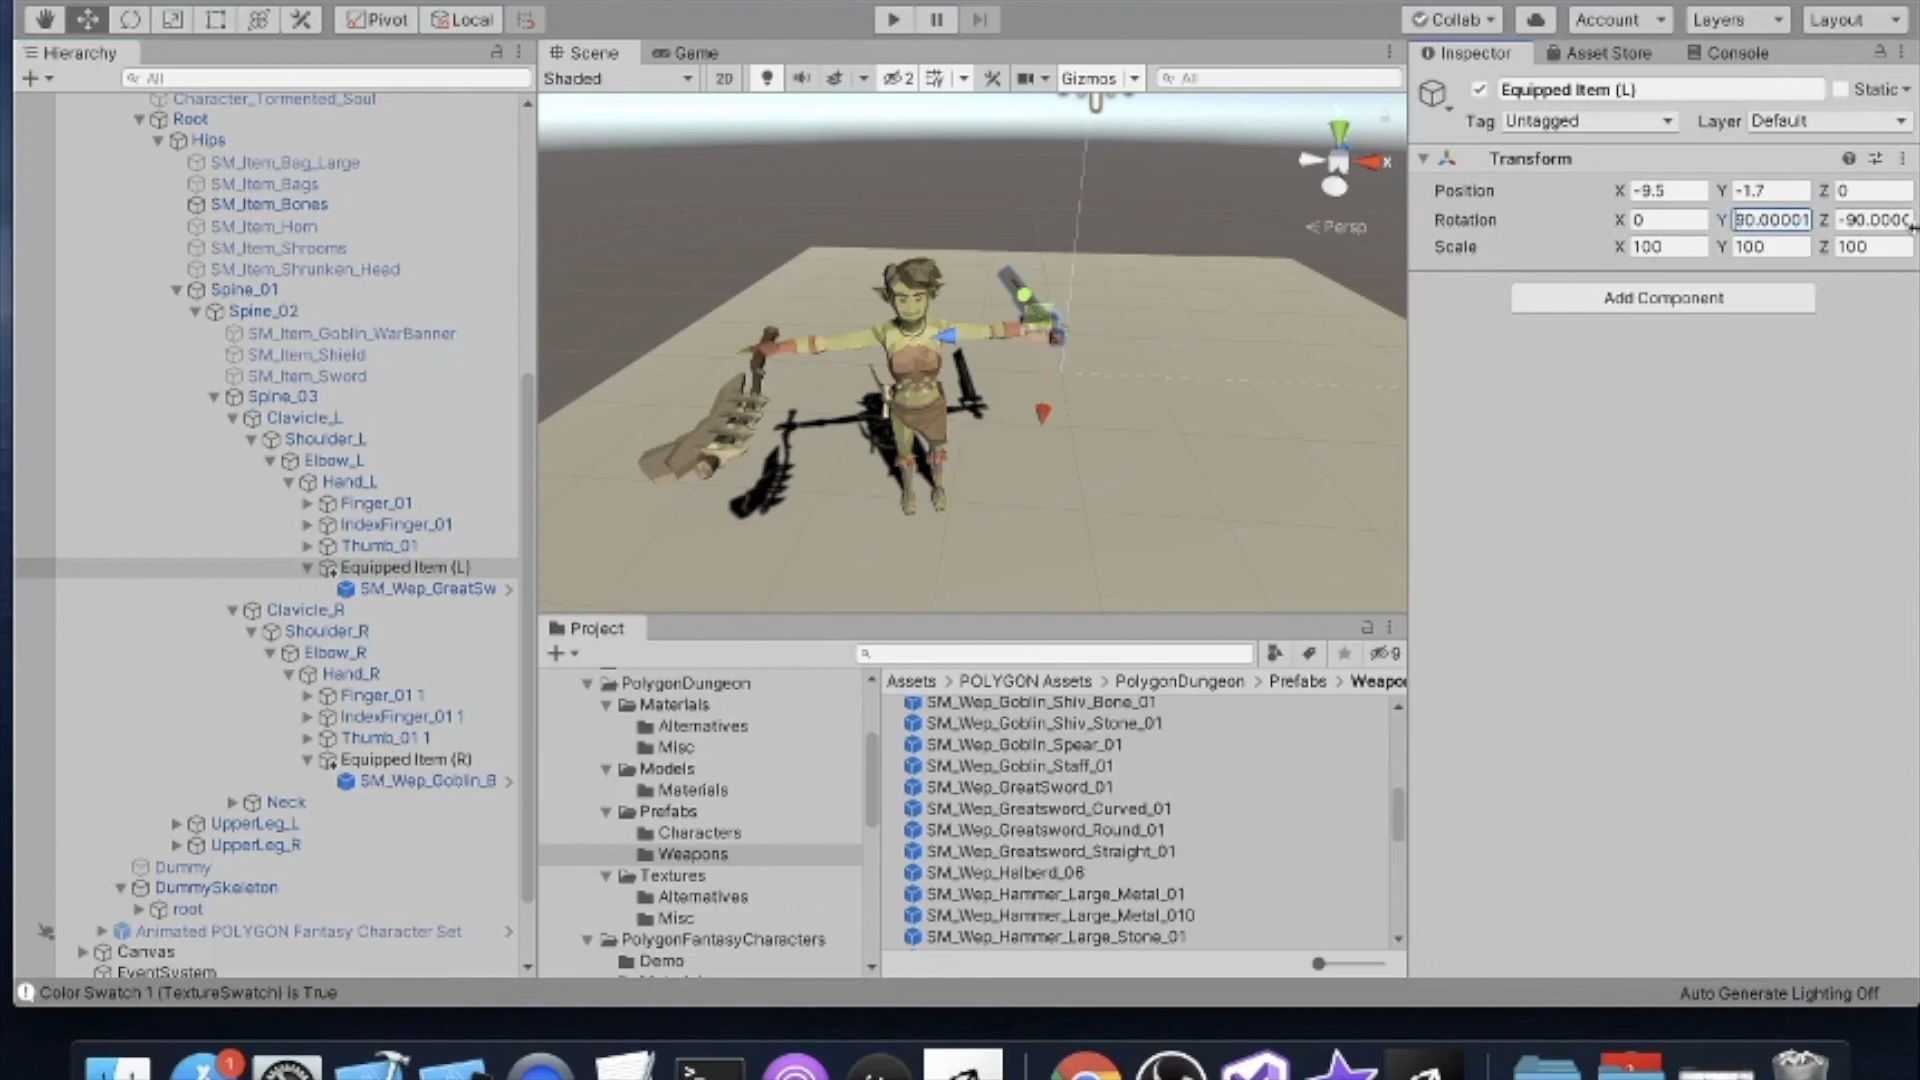 Pivot Local Collab Account Layers Layout
Hierarchy Scene Game Inspector Asset Store Console
All Shaded 2D 2 Gizmos All
Equipped Item (L) Static
Tag Untagged Layer Default
Transform
Position X -9.5 Y -1.7 Z 0
Rotation X 0 Y 90.00001 Z -90.000
Scale X 100 Y 100 Z 100
Add Component
Character_Tormented_Soul
Root
Hips
SM_Item_Bag_Large
SM_Item_Bags
SM_Item_Bones
SM_Item_Horn
SM_Item_Shrooms
SM_Item_Shrunken_Head
Spine_01
Spine_02
SM_Item_Goblin_WarBanner
SM_Item_Shield
SM_Item_Sword
Spine_03
Clavicle_L
Shoulder_L
Elbow_L
Hand_L
Finger_01
IndexFinger_01
Thumb_01
Equipped Item (L)
SM_Wep_GreatSw
Clavicle_R
Shoulder_R
Elbow_R
Hand_R
Finger_01 1
IndexFinger_01 1
Thumb_01 1
Equipped Item (R)
SM_Wep_Goblin_B
Neck
UpperLeg_L
UpperLeg_R
Dummy
DummySkeleton
root
Animated POLYGON Fantasy Character Set
Canvas
EventSystem
x
Persp
Project
9
PolygonDungeon
Materials
Alternatives
Misc
Models
Materials
Prefabs
Characters
Weapons
Textures
Alternatives
Misc
PolygonFantasyCharacters
Demo
Assets > POLYGON Assets > PolygonDungeon > Prefabs > Weapo
SM_Wep_Goblin_Shiv_Bone_01
SM_Wep_Goblin_Shiv_Stone_01
SM_Wep_Goblin_Spear_01
SM_Wep_Goblin_Staff_01
SM_Wep_GreatSword_01
SM_Wep_Greatsword_Curved_01
SM_Wep_Greatsword_Round_01
SM_Wep_Greatsword_Straight_01
SM_Wep_Halberd_06
SM_Wep_Hammer_Large_Metal_01
SM_Wep_Hammer_Large_Metal_010
SM_Wep_Hammer_Large_Stone_01
Color Swatch 1 (TextureSwatch) is True
Auto Generate Lighting Off
1